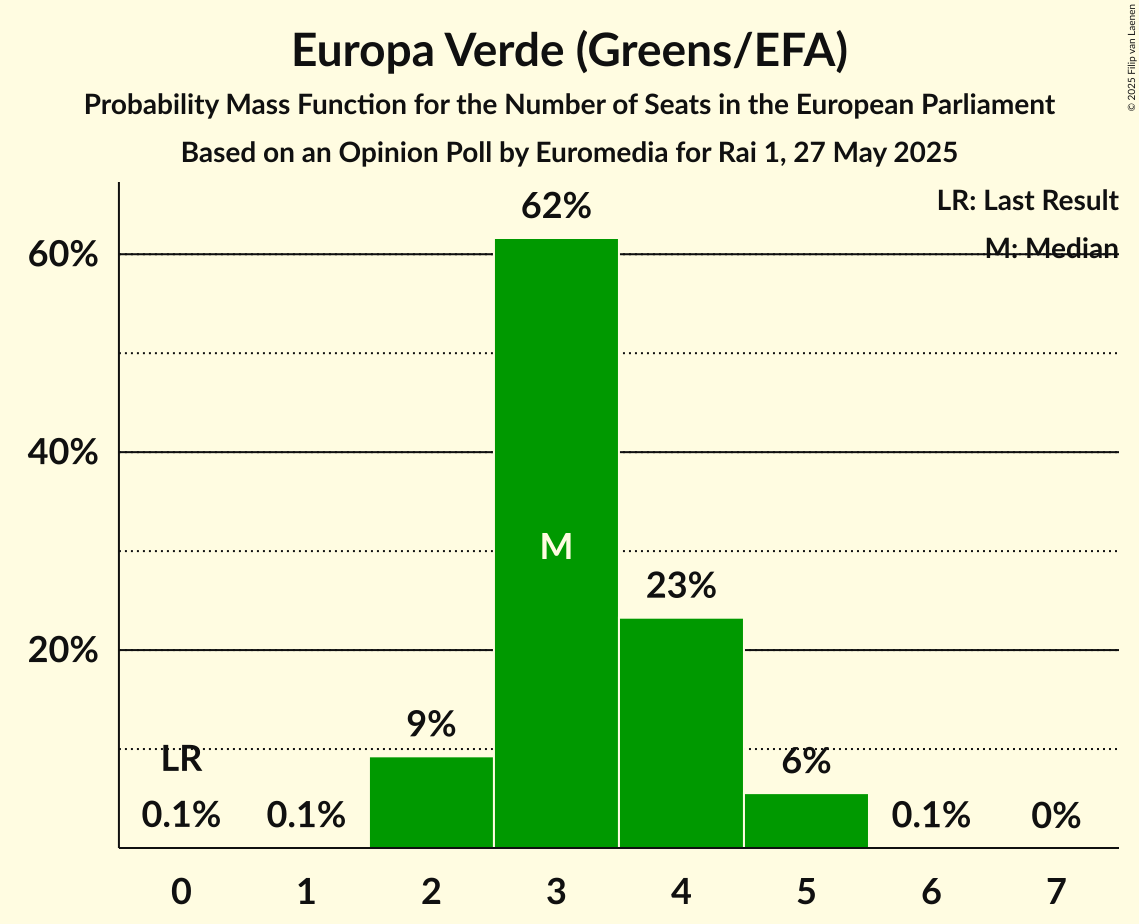 Europa Verde (Greens/EFA)
Probability Mass Function for the Number of Seats in the European Parliament
Based on an Opinion Poll by Euromedia for Rai 1, 27 May 2025
© 2025 Filip van Laenen
LR: Last Result
M: Median
62%
60%
40%
M
23%
20%
9%
LR
6%
0.1%
0.1%
0.1%
0%
0 1 2 3 4 5 6 7